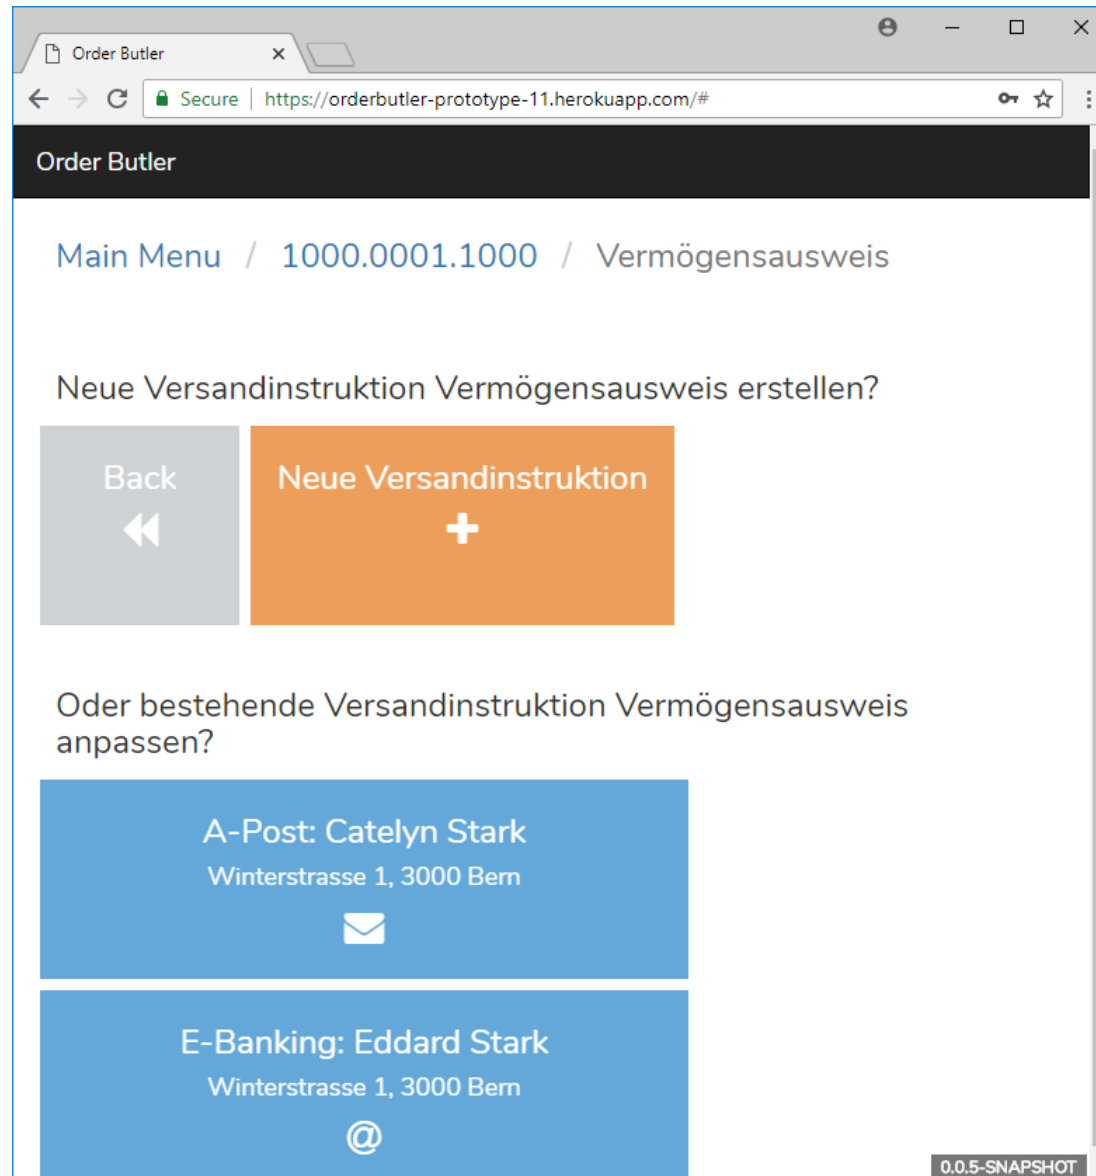 Order Butler
Secure https://orderbutler-prototype-11.herokuapp.com/#
Order Butler
Main Menu / 1000.0001.1000 / Vermögensausweis
Neue Versandinstruktion Vermögensausweis erstellen?
Back
Neue Versandinstruktion
Oder bestehende Versandinstruktion Vermögensausweis
anpassen?
A-Post: Catelyn Stark
Winterstrasse 1, 3000 Bern
E-Banking: Eddard Stark
Winterstrasse 1, 3000 Bern
@
0.0.5-SNAPSHOT